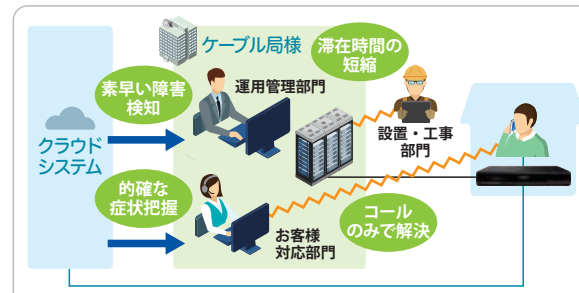 ケーブル局様
滞在時間の
短縮
素早い障害
検知
運用管理部門
クラウド
システム
設置・工事
部門
的確な
症状把握
コール
のみで解決
お客様
対応部門